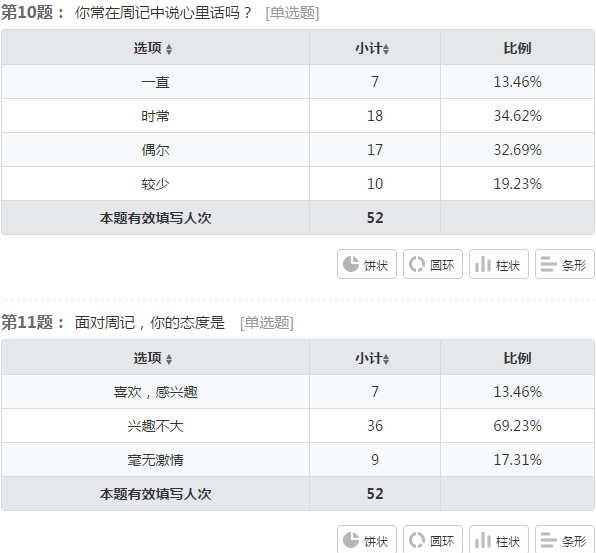 第10题： 你常在周记中说心里话吗？ [单选题]
选项 小计 比例
一直 7 13.46%
时常 18 34.62%
偶尔 17 32.69%
较少 10 19.23%
本题有效填写人次 52
饼状 圆环 柱状 条形
第11题： 面对周记，你的态度是 [单选题]
选项 小计 比例
喜欢，感兴趣 7 13.46%
兴趣不大 36 69.23%
毫无激情 9 17.31%
本题有效填写人次 52
饼状 圆环 柱状 条形